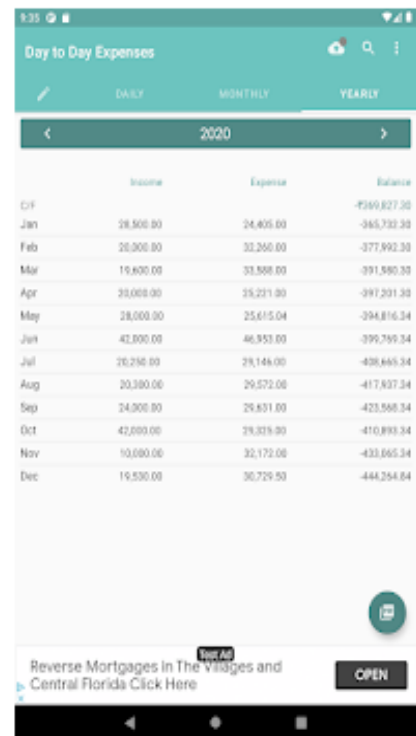 9:35
Day to Day Expenses
DAILY MONTHLY YEARLY
2020
Income Expense Balance
C/F -₹369,827.30
Jan 28,500.00 24,405.00 -365,732.30
Feb 20,000.00 32,260.00 -377,992.30
Mar 19,600.00 33,588.00 -391,980.30
Apr 20,000.00 25,221.00 -397,201.30
May 28,000.00 25,615.04 -394,816.34
Jun 42,000.00 46,953.00 -399,769.34
Jul 20,250.00 29,146.00 -408,665.34
Aug 20,300.00 29,572.00 -417,937.34
Sep 24,000.00 29,631.00 -423,568.34
Oct 42,000.00 29,325.00 -410,893.34
Nov 10,000.00 32,172.00 -433,065.34
Dec 19,530.00 30,729.50 -444,264.84
Test Ad
Reverse Mortgages in The Villages and
Central Florida Click Here
OPEN